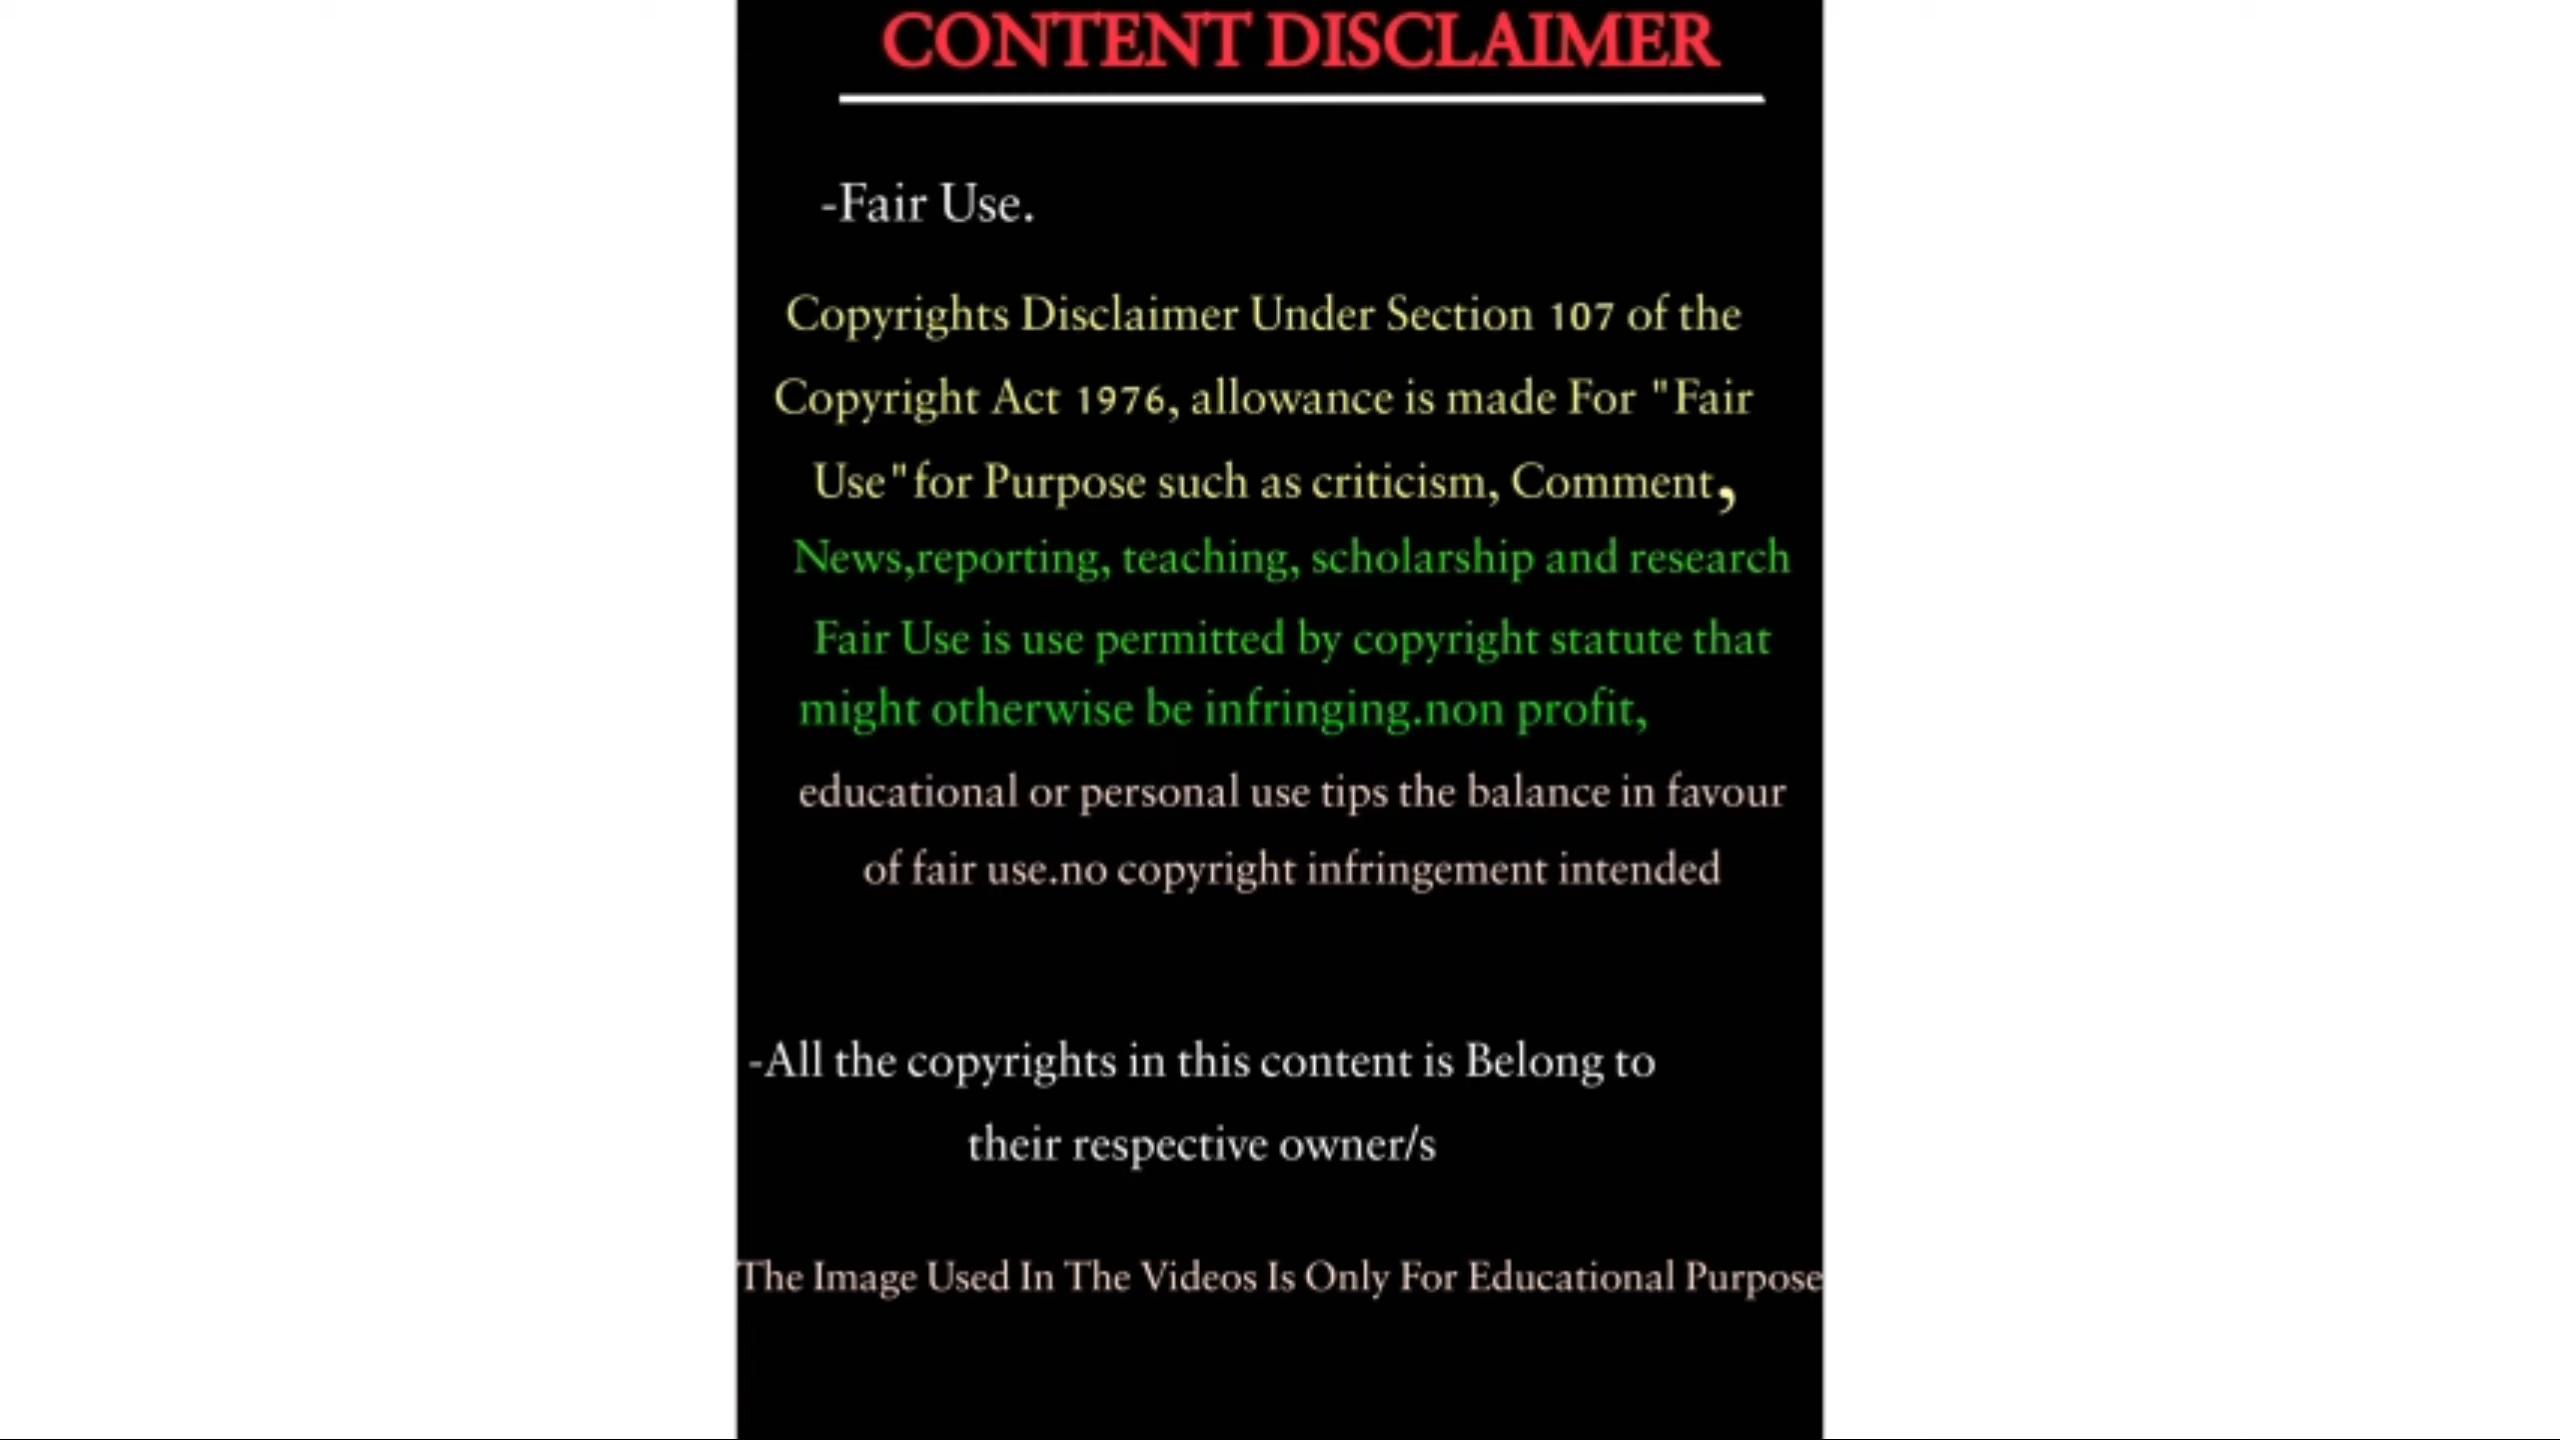 CONTENT DISCLAIMER
-Fair Use.
Copyrights Disclaimer Under Section 107 of the
Copyright Act 1976, allowance is made For "Fair
Use"for Purpose such as criticism, Comment,
News,reporting, teaching, scholarship and research
Fair Use is use permitted by copyright statute that
might otherwise be infringing.non profit,
educational or personal use tips the balance in favour
of fair use.no copyright infringement intended
-All the copyrights in this content is Belong to
their respective owner/s
The Image Used In The Videos Is Only For Educational Purpose